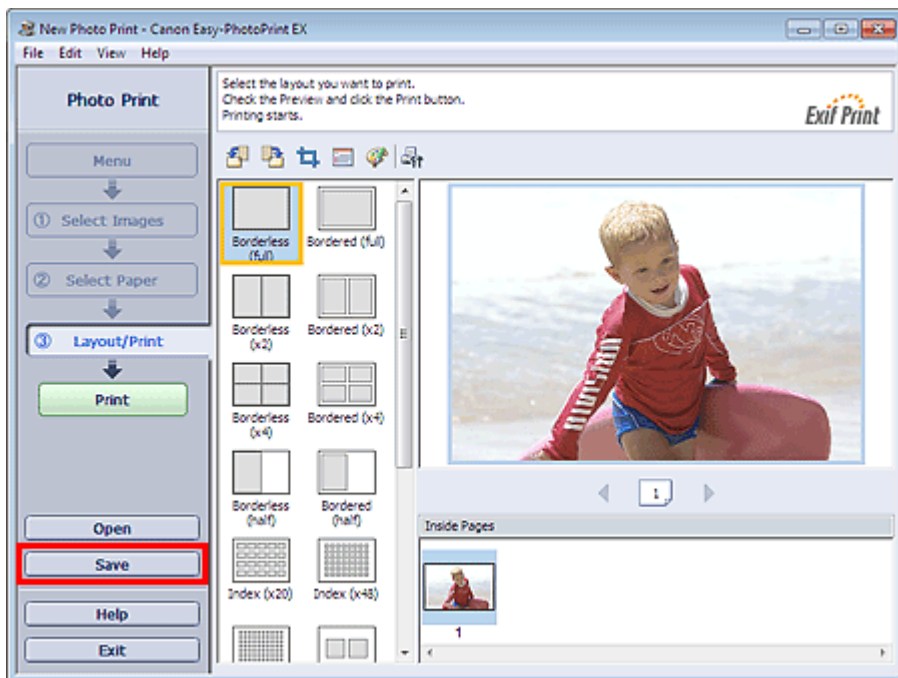 New Photo Print - Canon Easy-PhotoPrint EX
File Edit View Help
Photo Print
Select the layout you want to print.
Check the Preview and click the Print button.
Printing starts.
Exif Print
Menu
① Select Images
② Select Paper
③ Layout/Print
Print
Open
Save
Help
Exit
Borderless
(full)
Bordered (full)
Borderless
(x2)
Bordered (x2)
Borderless
(x4)
Bordered (x4)
Borderless
(half)
Bordered
(half)
Index (x20)
Index (x48)
1
Inside Pages
1